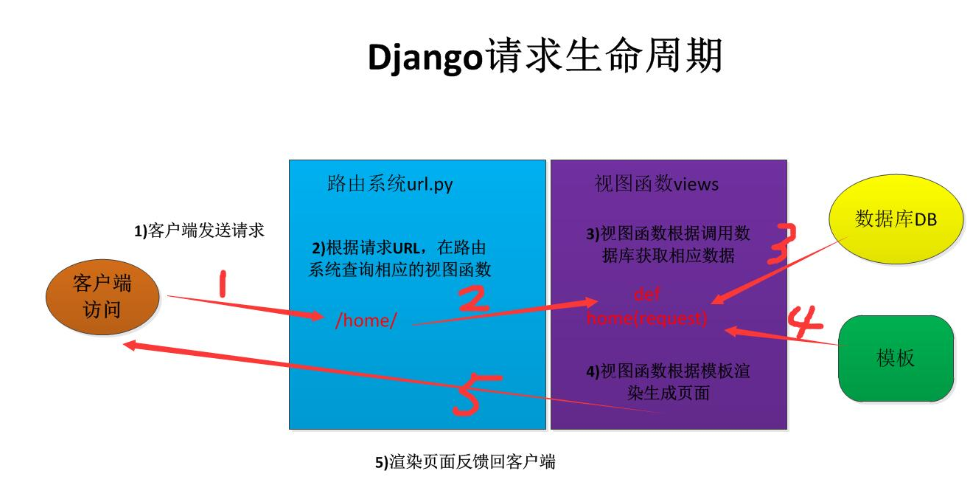 Django请求生命周期
路由系统url.py
视图函数views
数据库DB
1)客户端发送请求
2)根据请求URL，在路由
系统查询相应的视图函数
3)视图函数根据调用数
据库获取相应数据
3
客户端
访问
1
/home/
2
def
home(request)
4
模板
4)视图函数根据模板渲
染生成页面
5
5)渲染页面反馈回客户端